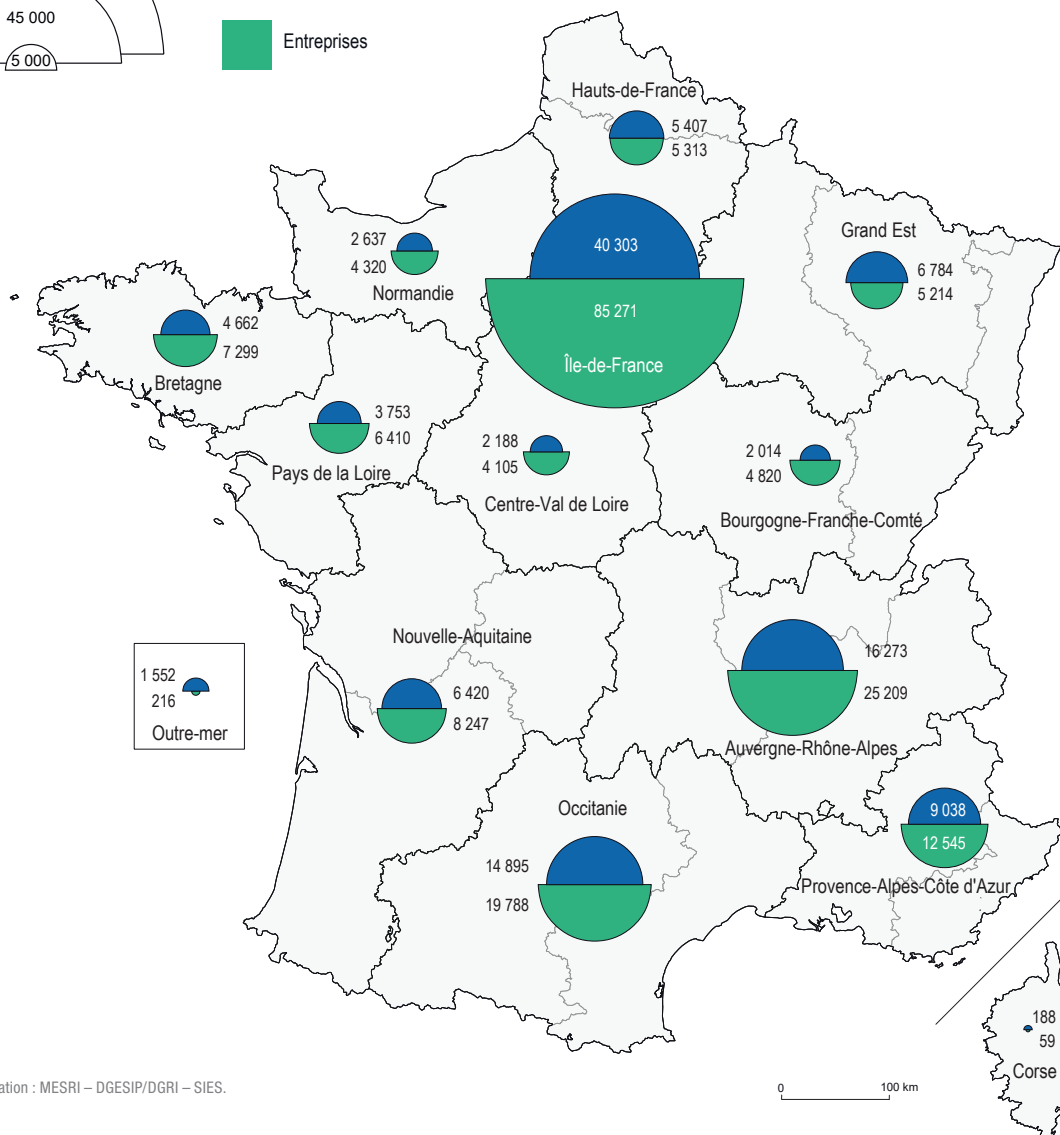 45 000
5 000
Entreprises
Hauts-de-France
5 407
5 313
40 303
85 271
Île-de-France
Grand Est
6 784
5 214
2 637
4 320
Normandie
4 662
7 299
Bretagne
3 753
6 410
Pays de la Loire
2 188
4 105
Centre-Val de Loire
2 014
4 820
Bourgogne-Franche-Comté
Nouvelle-Aquitaine
6 420
8 247
1 552
216
Outre-mer
16 273
25 209
Auvergne-Rhône-Alpes
Occitanie
14 895
19 788
9 038
12 545
Provence-Alpes-Côte d'Azur
188
59
Corse
ation : MESRI – DGESIP/DGRI – SIES.
0 100 km